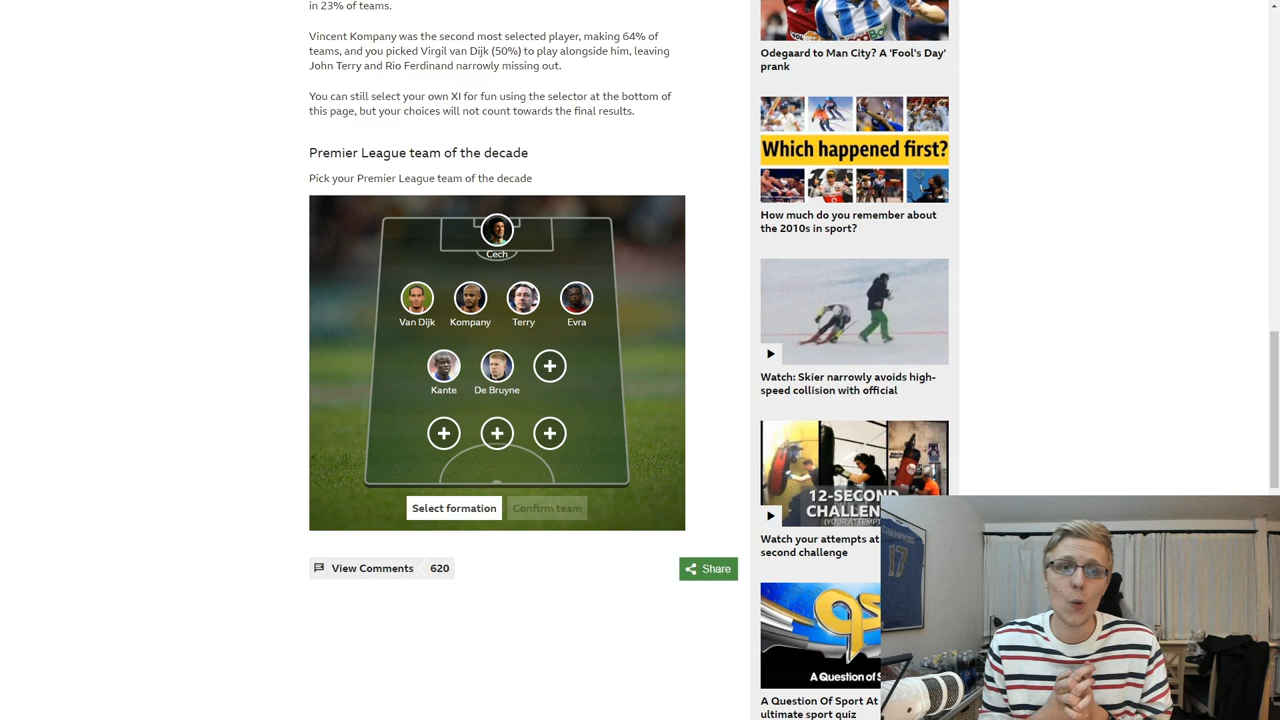 in 23% of teams.
Vincent Kompany was the second most selected player, making 64% of
teams, and you picked Virgil van Dijk (50%) to play alongside him, leaving
John Terry and Rio Ferdinand narrowly missing out.
You can still select your own XI for fun using the selector at the bottom of
this page, but your choices will not count towards the final results.
Premier League team of the decade
Pick your Premier League team of the decade
Cech
Van Dijk
Kompany
Terry
Evra
Kante
De Bruyne
Select formation
Confirm team
View Comments
620
Share
Odegaard to Man City? A 'Fool's Day'
prank
Which happened first?
How much do you remember about
the 2010s in sport?
Watch: Skier narrowly avoids high-
speed collision with official
12-SECOND
CHALLEN
(YOUR ATTEMPT
Watch your attempts at
second challenge
A Question of S
A Question Of Sport At
ultimate sport quiz
17